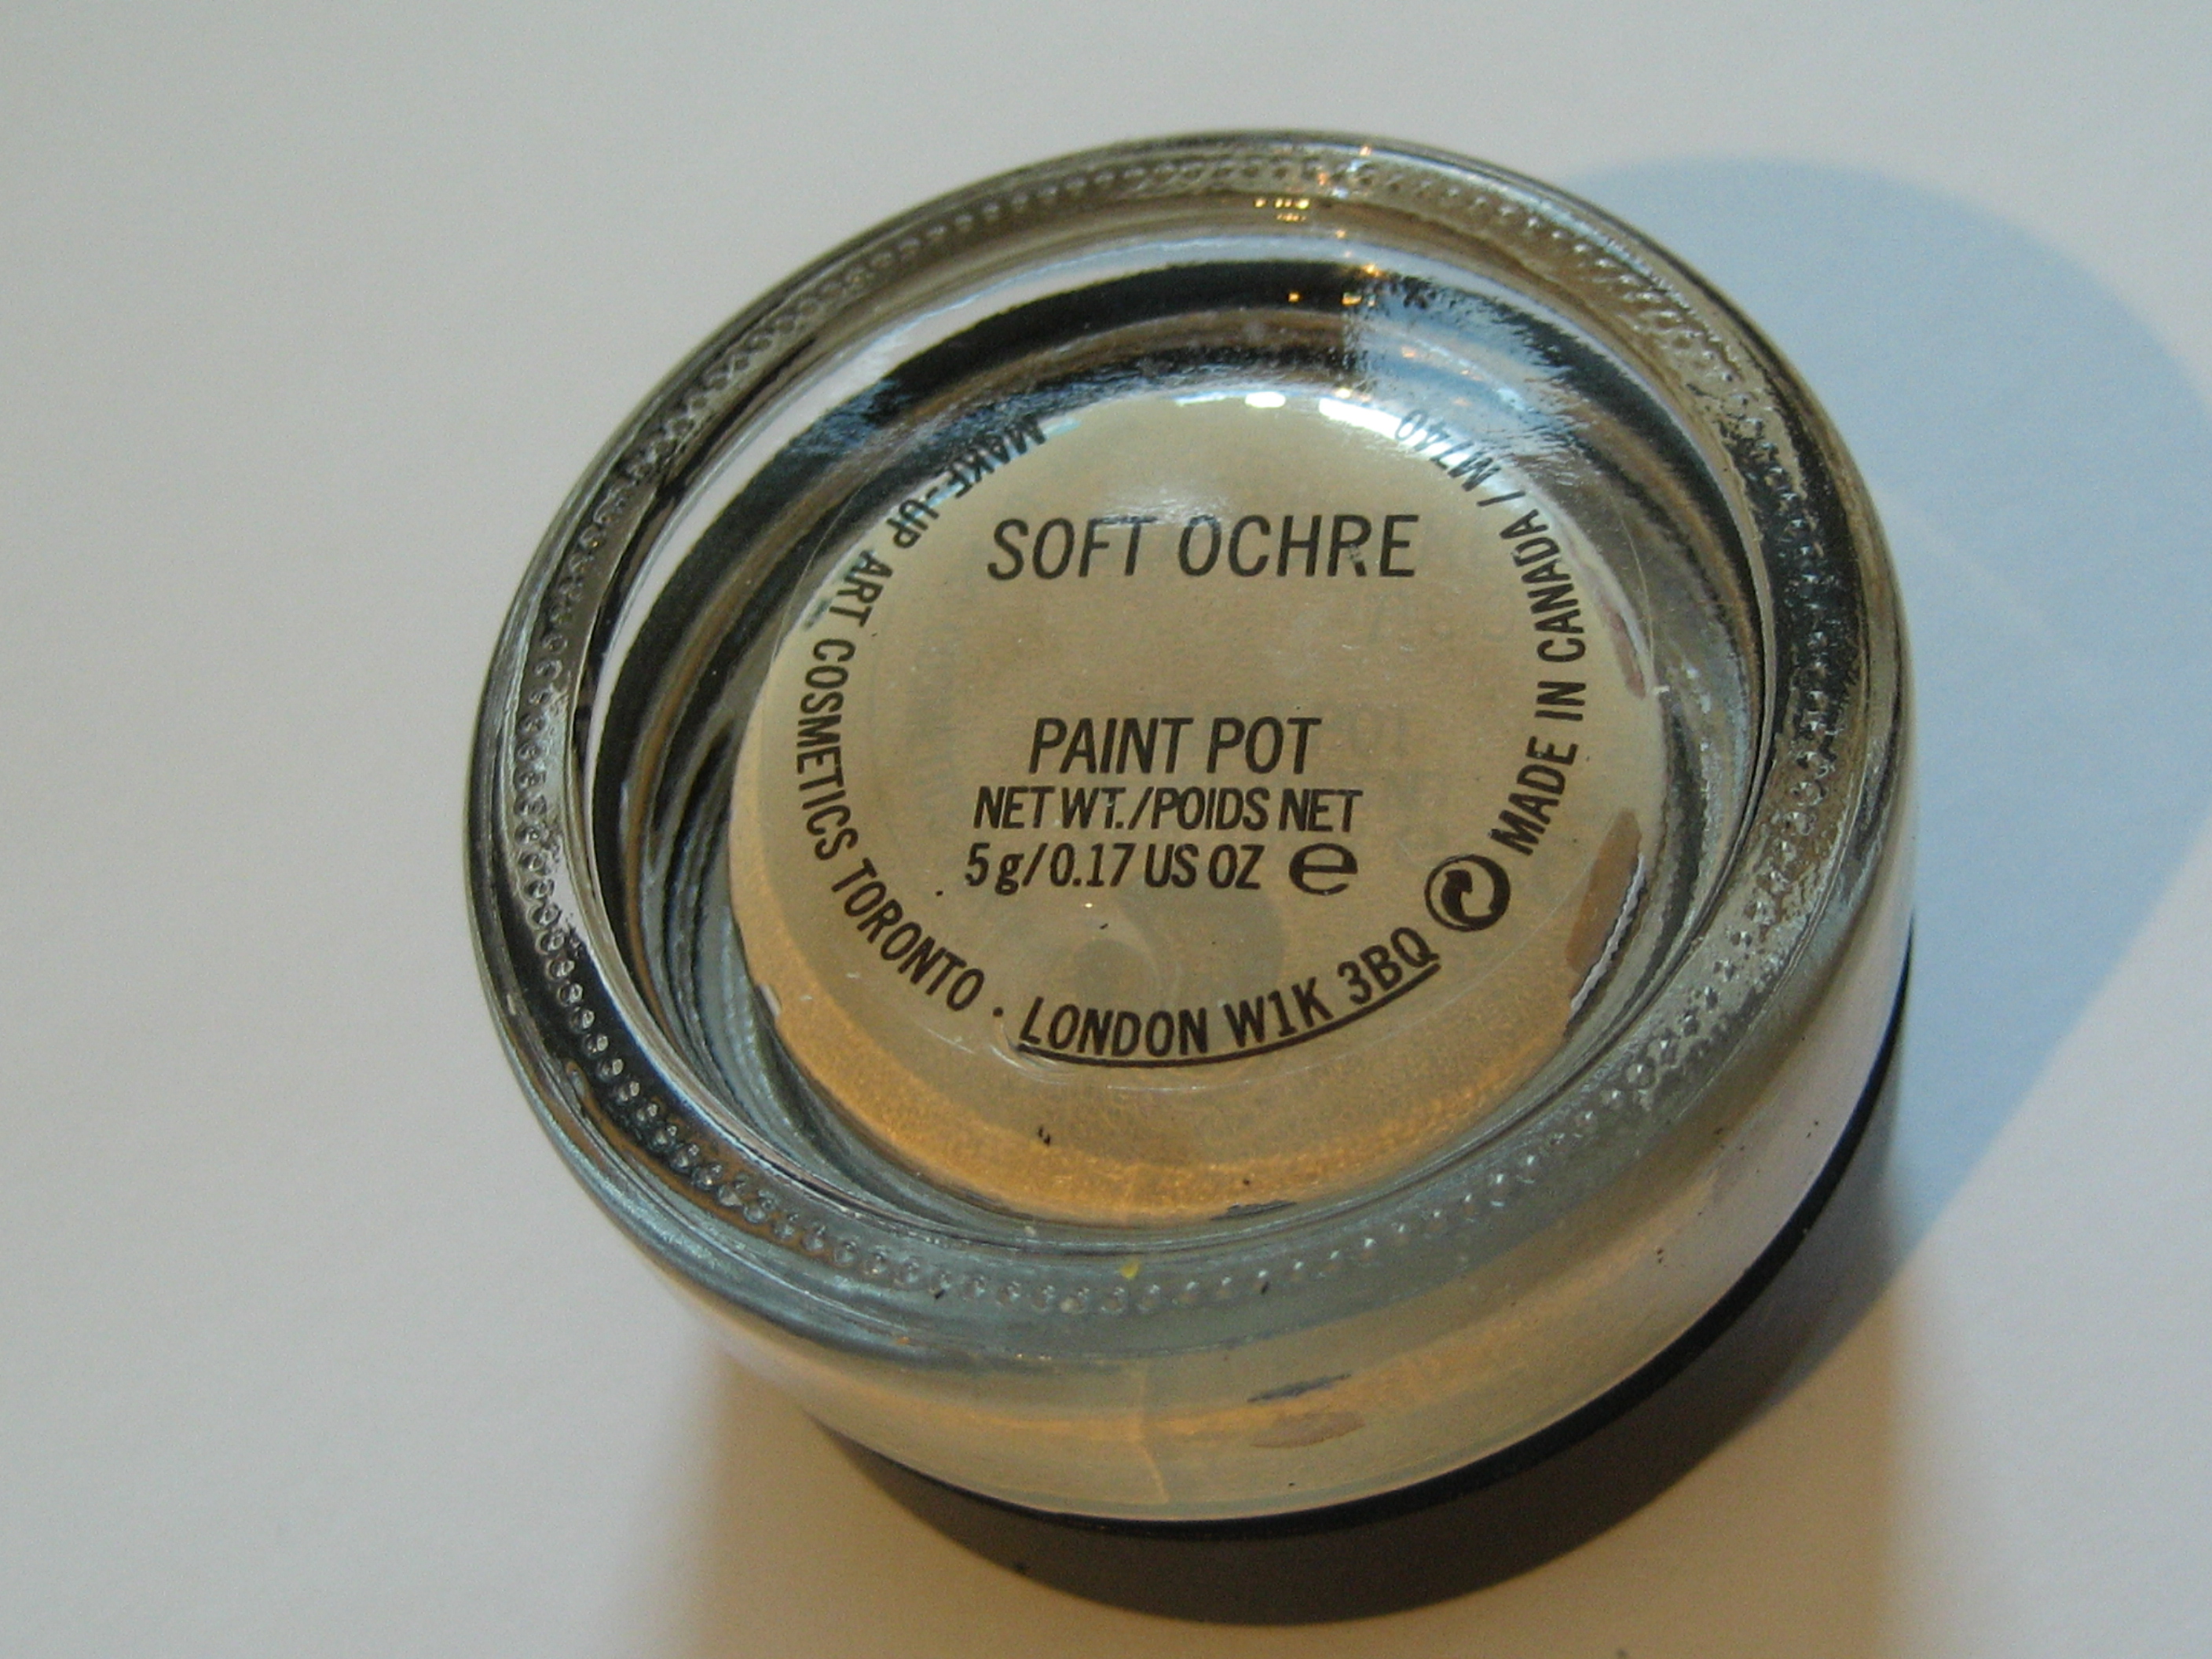 SOFT OCHRE
PAINT POT
NET WT./POIDS NET
5 g/0.17 US OZ e
MAKE-UP ART COSMETICS TORONTO · LONDON W1K 3BQ
MADE IN CANADA / M740